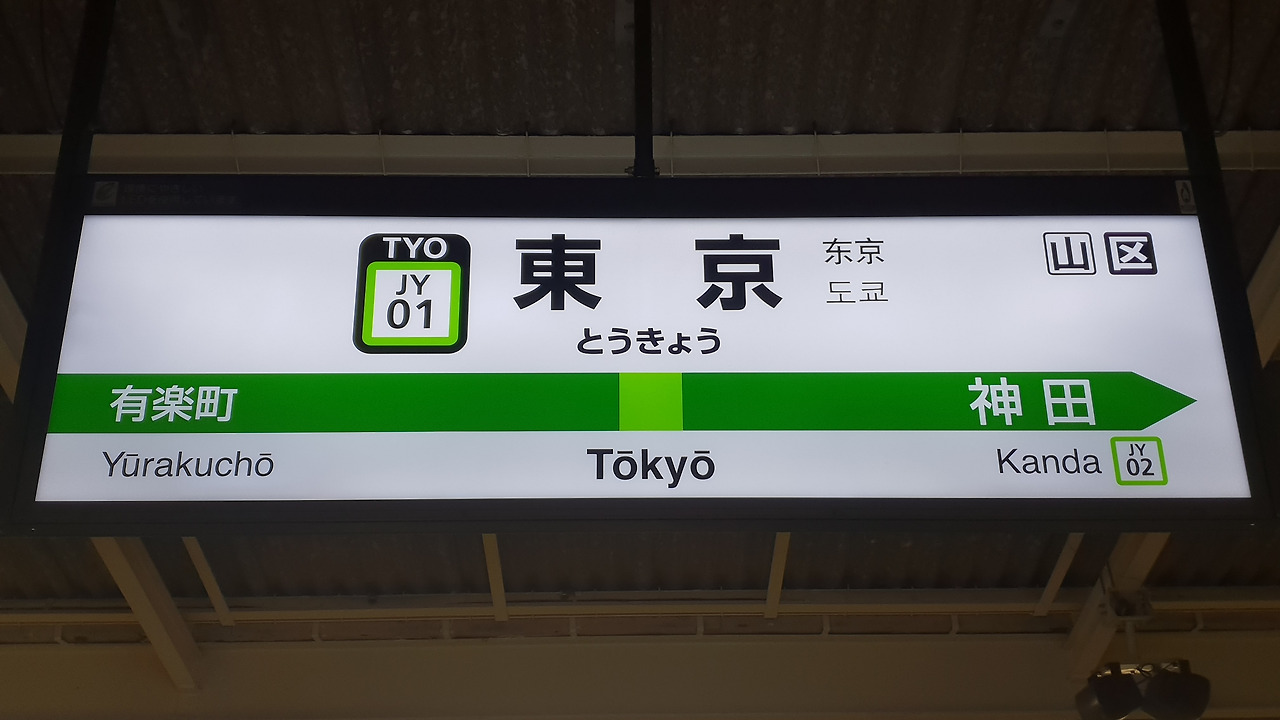 TYO
JY
01
東京
とうきょう
东京
도쿄
山 区
有楽町
神田
Yūrakuchō
Tōkyō
Kanda
JY
02